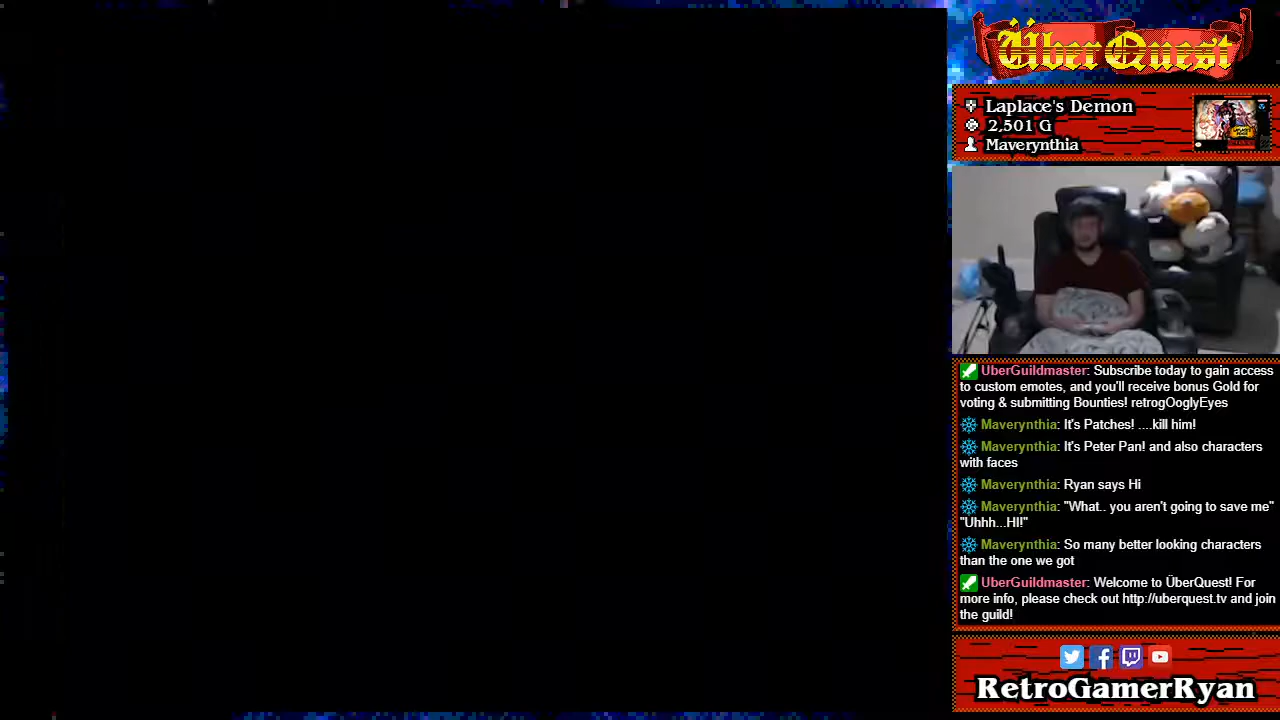 ÜberQuest
Laplace's Demon
2,501 G
Maverynthia
UberGuildmaster: Subscribe today to gain access
to custom emotes, and you'll receive bonus Gold for
voting & submitting Bounties! retrogOoglyEyes
Maverynthia: It's Patches! ....kill him!
Maverynthia: It's Peter Pan! and also characters
with faces
Maverynthia: Ryan says Hi
Maverynthia: "What.. you aren't going to save me"
"Uhhh...HI!"
Maverynthia: So many better looking characters
than the one we got
UberGuildmaster: Welcome to ÜberQuest! For
more info, please check out http://uberquest.tv and join
the guild!
RetroGamerRyan